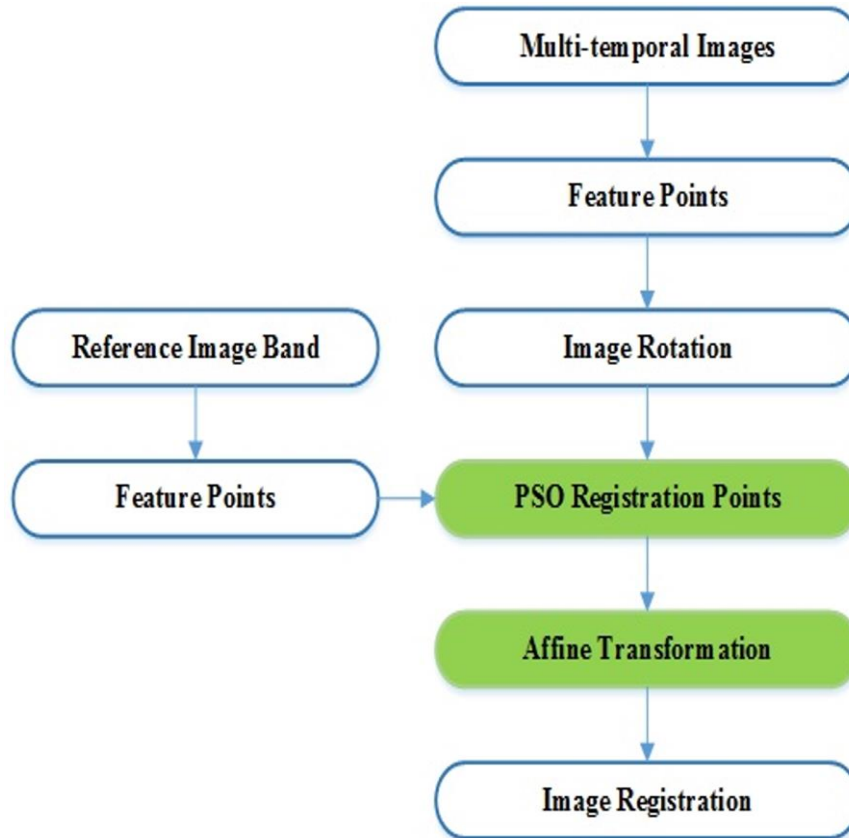 Multi-temporal Images
Feature Points
Reference Image Band
Image Rotation
Feature Points
PSO Registration Points
Affine Transformation
Image Registration